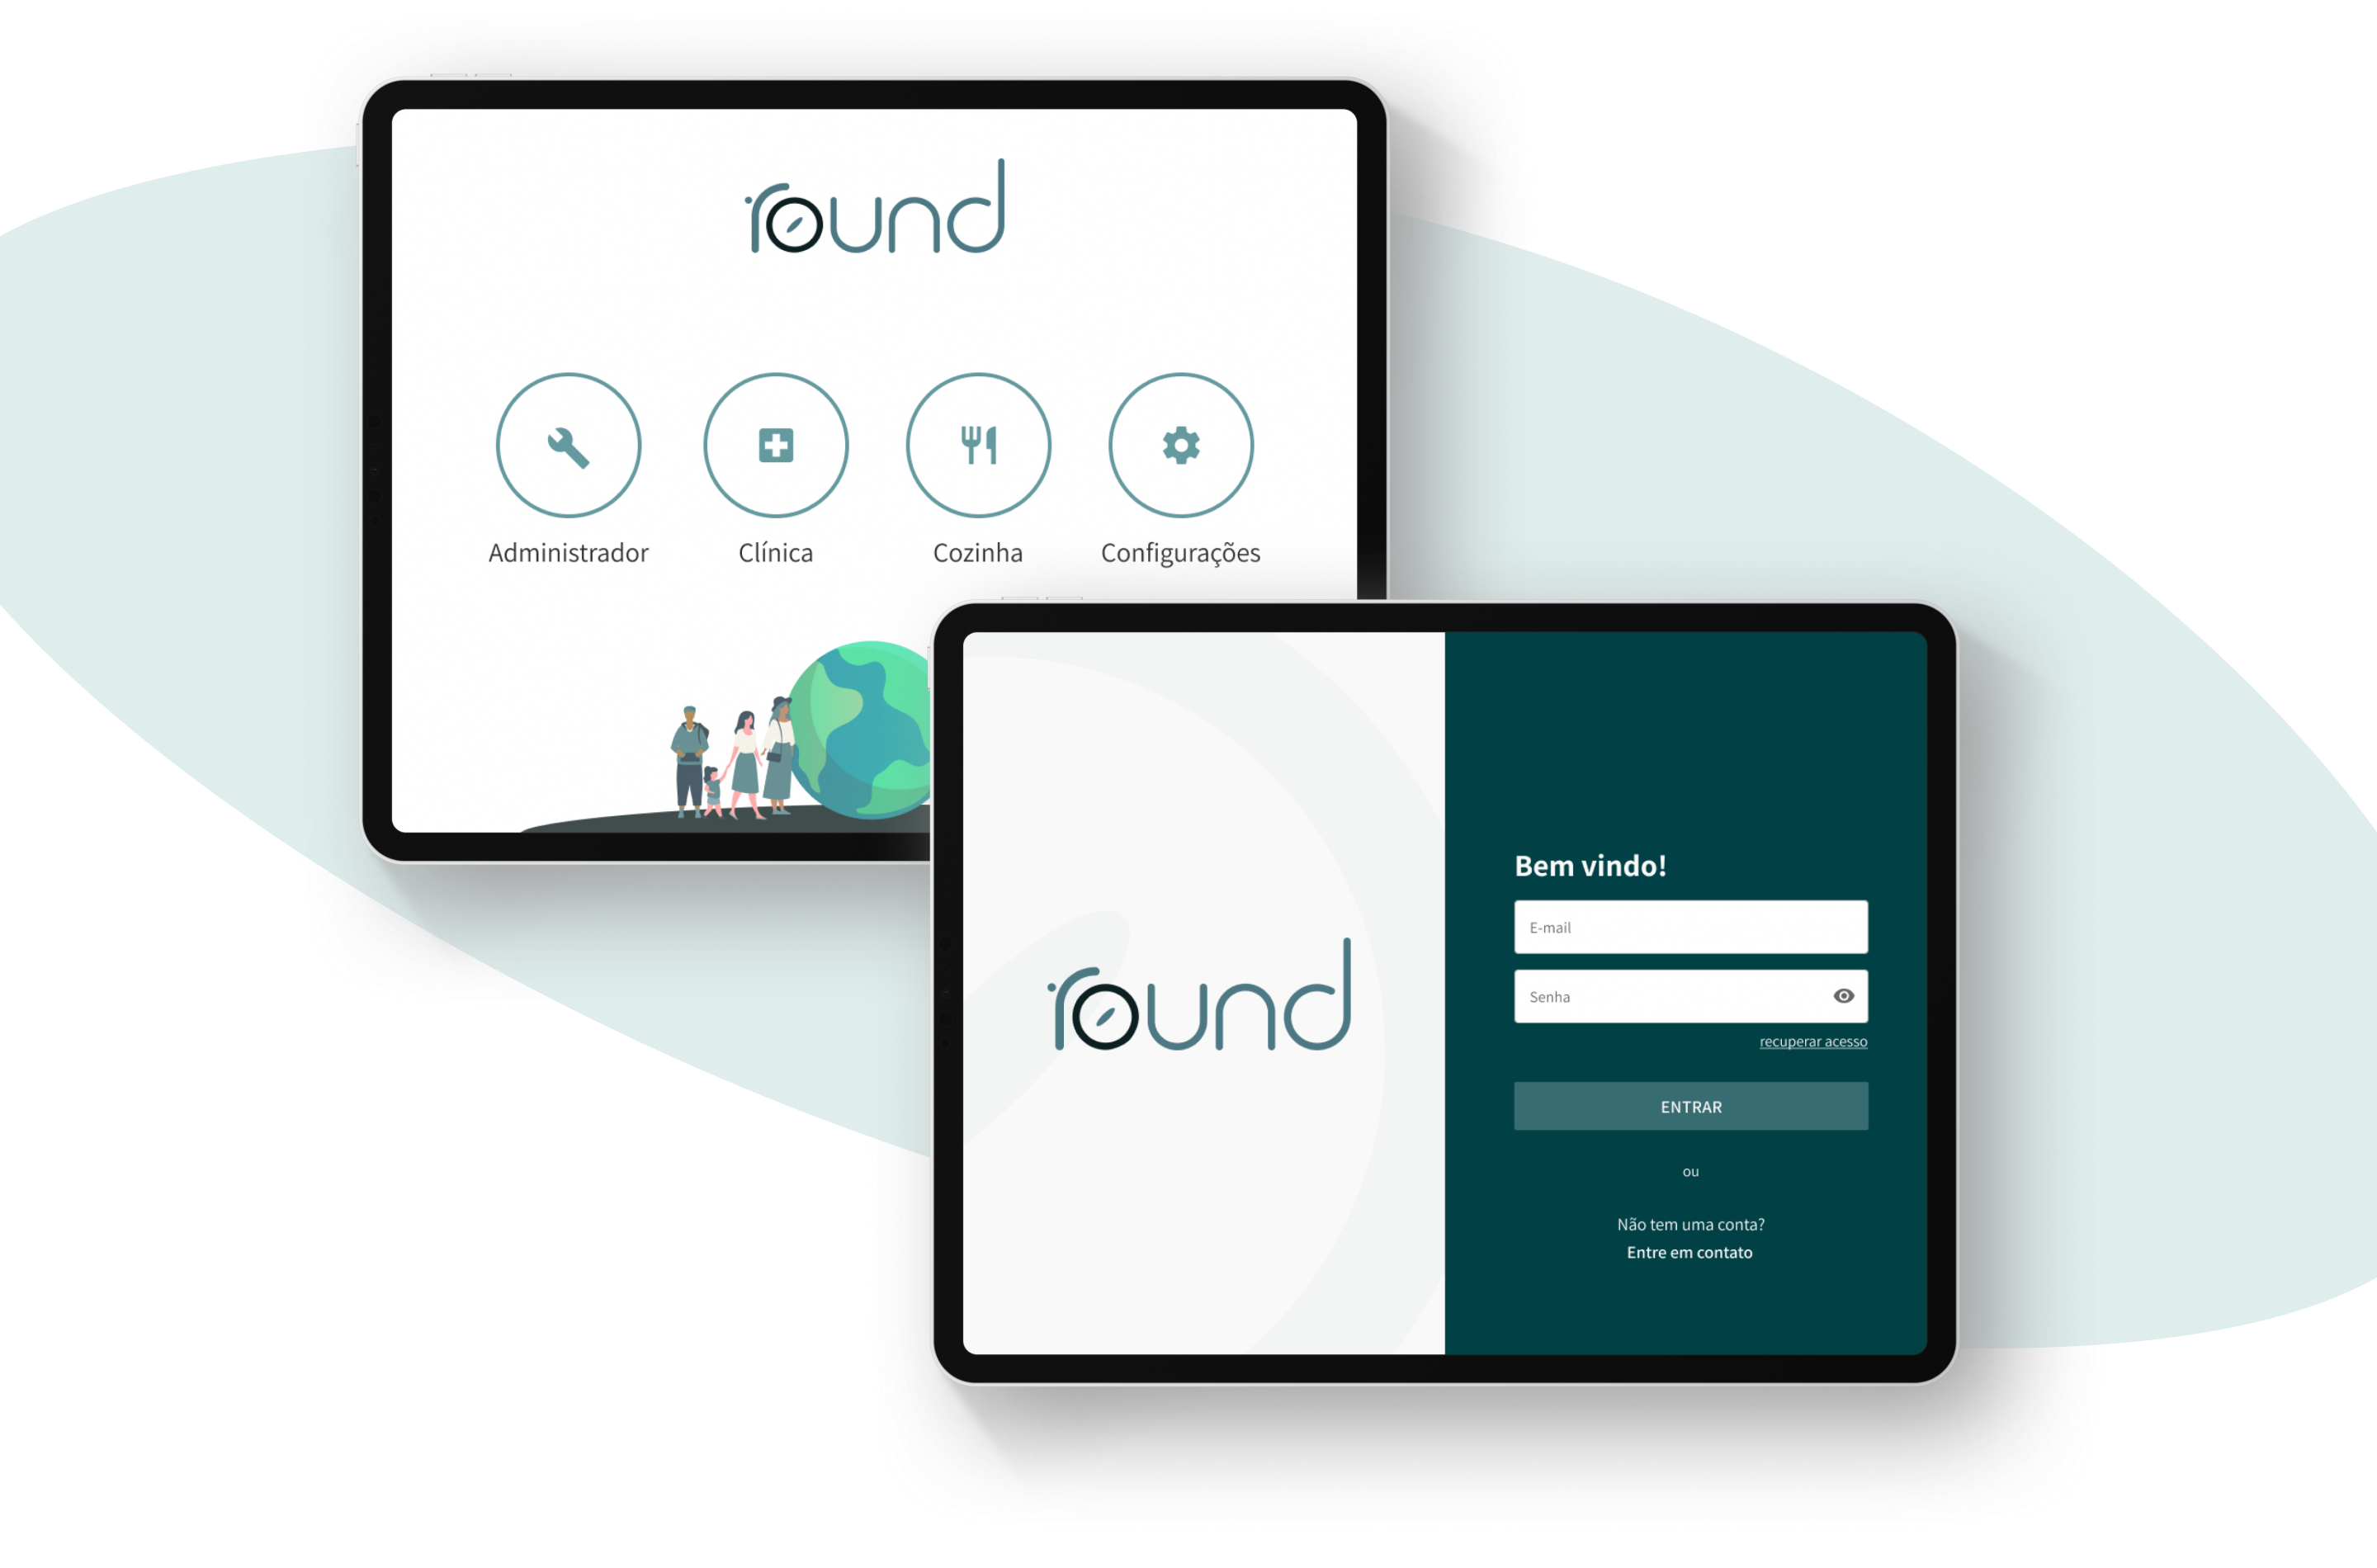 round
Administrador
Clínica
Cozinha
Configurações
round
Bem vindo!
E-mail
Senha
recuperar acesso
ENTRAR
ou
Não tem uma conta?
Entre em contato